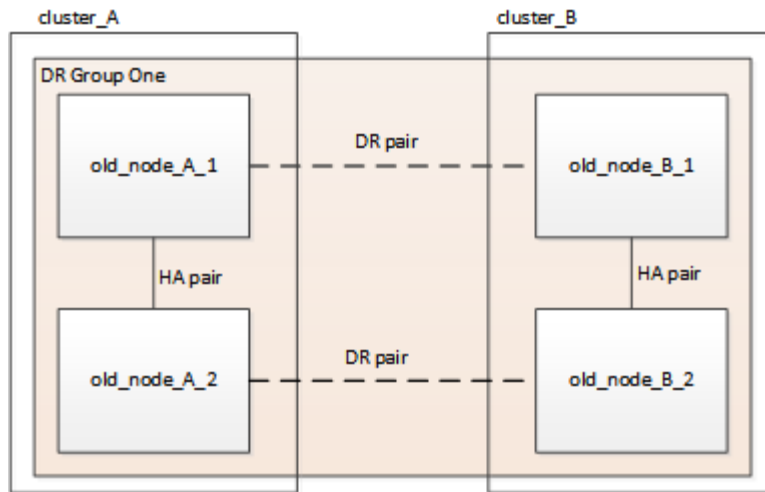 cluster_A
cluster_B
DR Group One
old_node_A_1
DR pair
old_node_B_1
HA pair
HA pair
old_node_A_2
DR pair
old_node_B_2